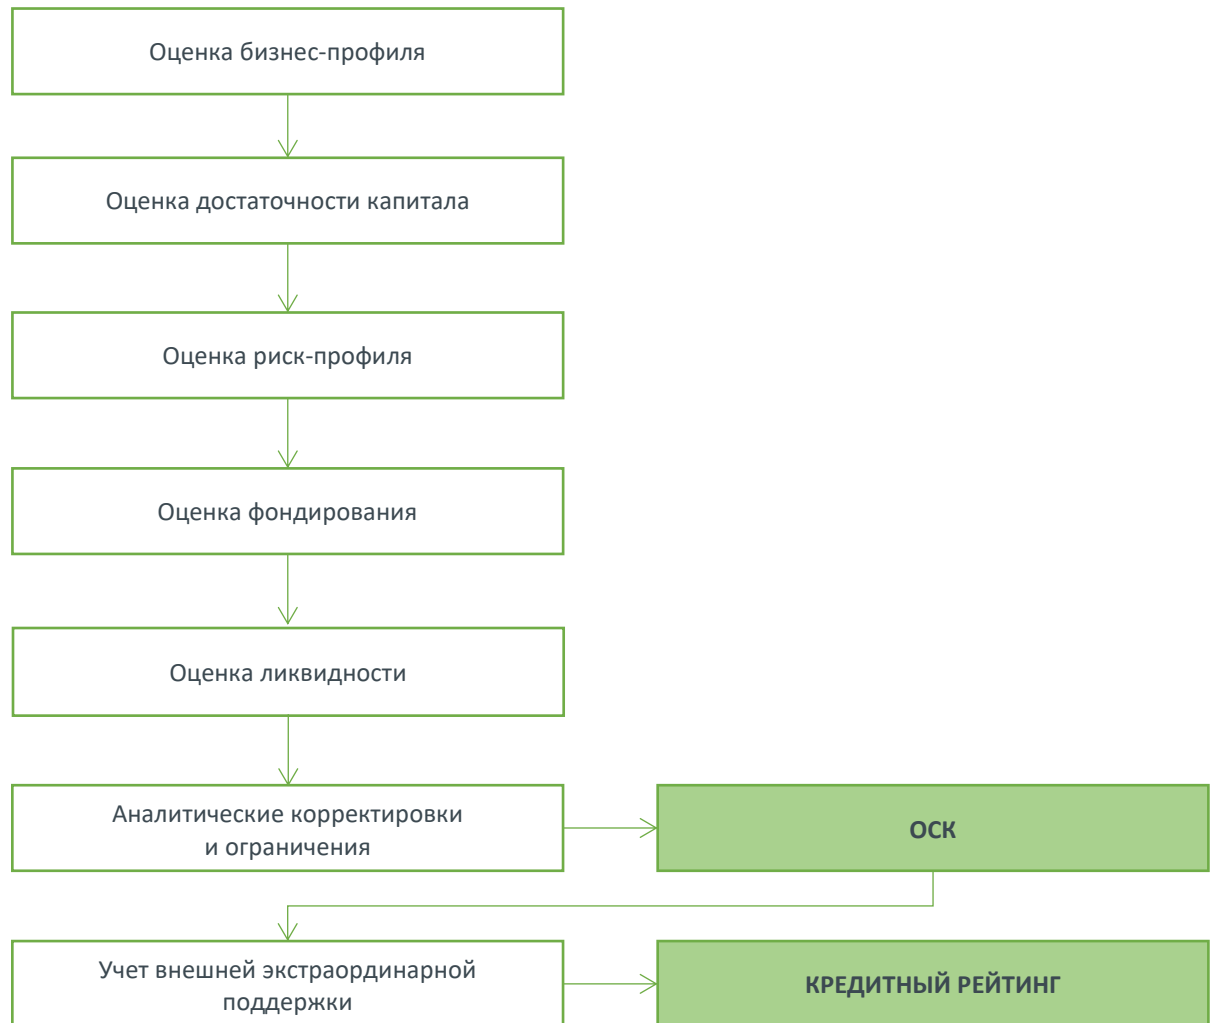 Оценка бизнес-профиля
Оценка достаточности капитала
Оценка риск-профиля
Оценка фондирования
Оценка ликвидности
Аналитические корректировки
и ограничения
ОСК
Учет внешней экстраординарной
поддержки
КРЕДИТНЫЙ РЕЙТИНГ